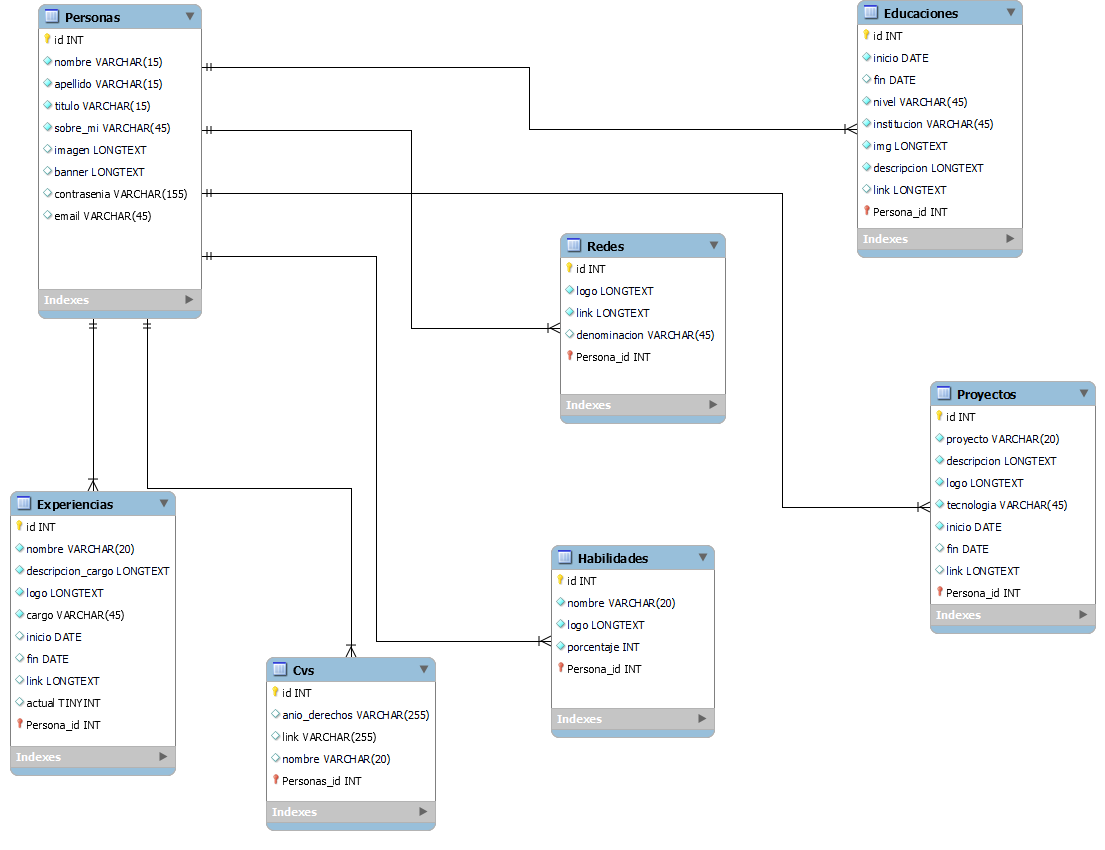 Personas
id INT
nombre VARCHAR(15)
apellido VARCHAR(15)
titulo VARCHAR(15)
sobre_mi VARCHAR(45)
imagen LONGTEXT
banner LONGTEXT
contrasenia VARCHAR(155)
email VARCHAR(45)
Indexes
Educaciones
id INT
inicio DATE
fin DATE
nivel VARCHAR(45)
institucion VARCHAR(45)
img LONGTEXT
descripcion LONGTEXT
link LONGTEXT
Persona_id INT
Indexes
Redes
id INT
logo LONGTEXT
link LONGTEXT
denominacion VARCHAR(45)
Persona_id INT
Indexes
Proyectos
id INT
proyecto VARCHAR(20)
descripcion LONGTEXT
logo LONGTEXT
tecnologia VARCHAR(45)
inicio DATE
fin DATE
link LONGTEXT
Persona_id INT
Indexes
Experiencias
id INT
nombre VARCHAR(20)
descripcion_cargo LONGTEXT
logo LONGTEXT
cargo VARCHAR(45)
inicio DATE
fin DATE
link LONGTEXT
actual TINYINT
Persona_id INT
Indexes
Habilidades
id INT
nombre VARCHAR(20)
logo LONGTEXT
porcentaje INT
Persona_id INT
Indexes
Cvs
id INT
anio_derechos VARCHAR(255)
link VARCHAR(255)
nombre VARCHAR(20)
Personas_id INT
Indexes